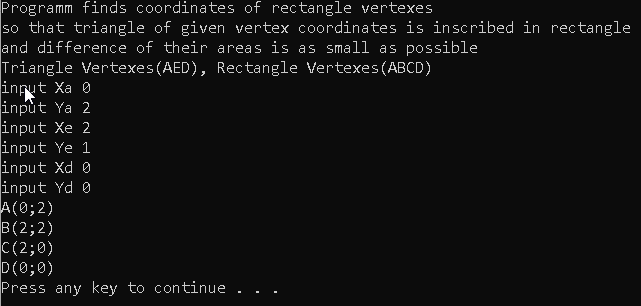 Programm finds coordinates of rectangle vertexes
so that triangle of given vertex coordinates is inscribed in rectangle
and difference of their areas is as small as possible
Triangle Vertexes(AED), Rectangle Vertexes(ABCD)
input Xa 0
input Ya 2
input Xe 2
input Ye 1
input Xd 0
input Yd 0
A(0;2)
B(2;2)
C(2;0)
D(0;0)
Press any key to continue . . .